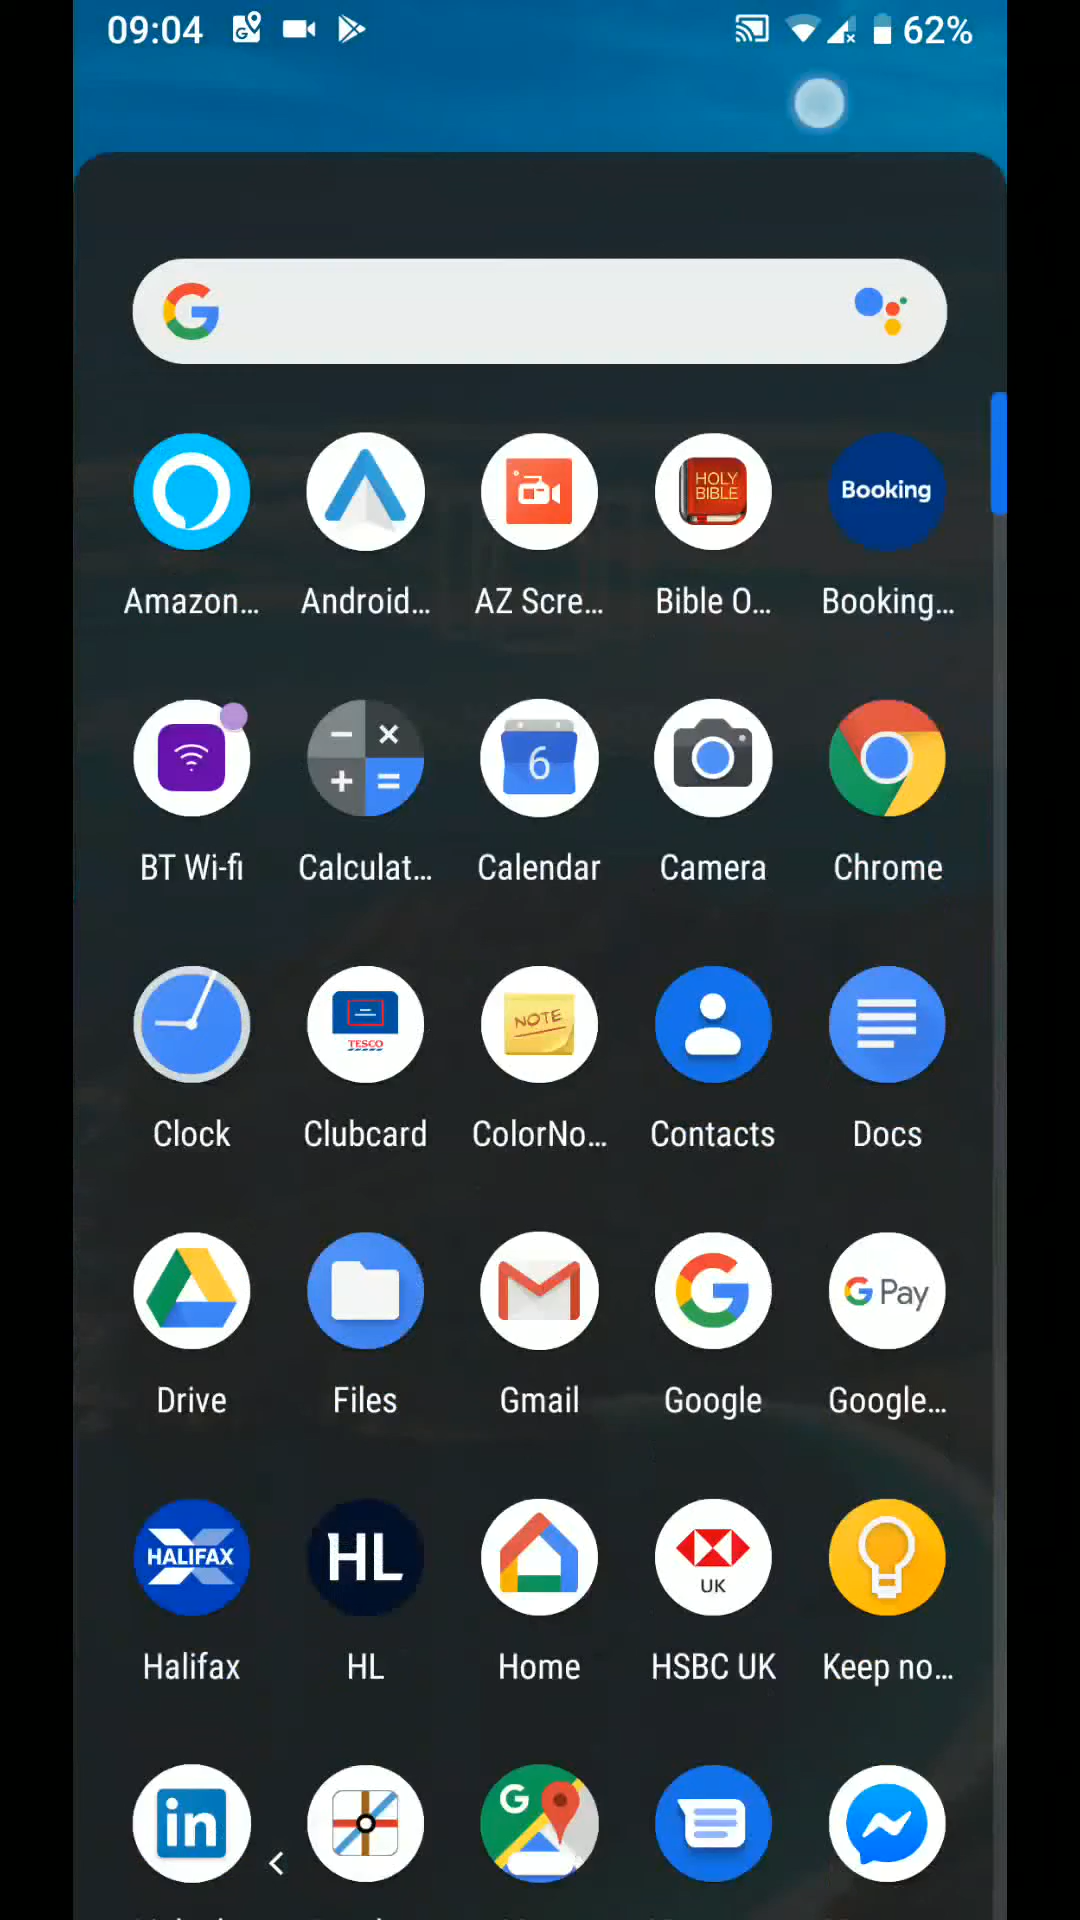 09:04 62%
Amazon... Android... AZ Scre... Bible O... Booking...
HOLY
BIBLE
Booking
BT Wi-fi Calculat... Calendar Camera Chrome
6
Clock Clubcard ColorNo... Contacts Docs
TESCO
NOTE
Drive Files Gmail Google Google...
G Pay
HALIFAX
HL
UK
Halifax HL Home HSBC UK Keep no...
in
G